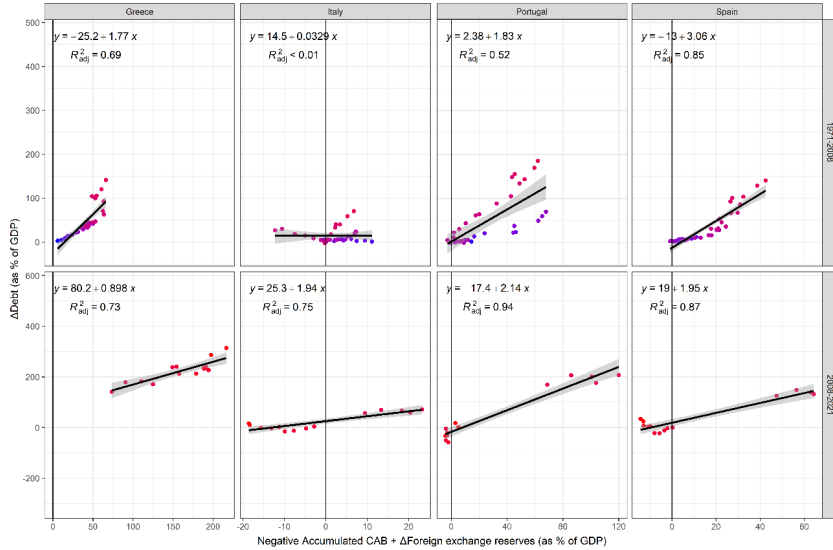 Greece
Italy
Portugal
Spain
y = −25.2 + 1.77 x
R²adj = 0.69
y = 14.5 + 0.0329 x
R²adj < 0.01
y = 2.38 + 1.83 x
R²adj = 0.52
y = −13 + 3.06 x
R²adj = 0.85
500
400
300
200
100
0
1971-2008
y = 80.2 + 0.898 x
R²adj = 0.73
y = 25.3 + 1.94 x
R²adj = 0.75
y = 17.4 + 2.14 x
R²adj = 0.94
y = 19 + 1.95 x
R²adj = 0.87
600
400
200
0
-200
ΔDebt (as % of GDP)
0 50 100 150 200
-20 -10 0 10 20
0 40 80 120
0 20 40 60
Negative Accumulated CAB + ΔForeign exchange reserves (as % of GDP)